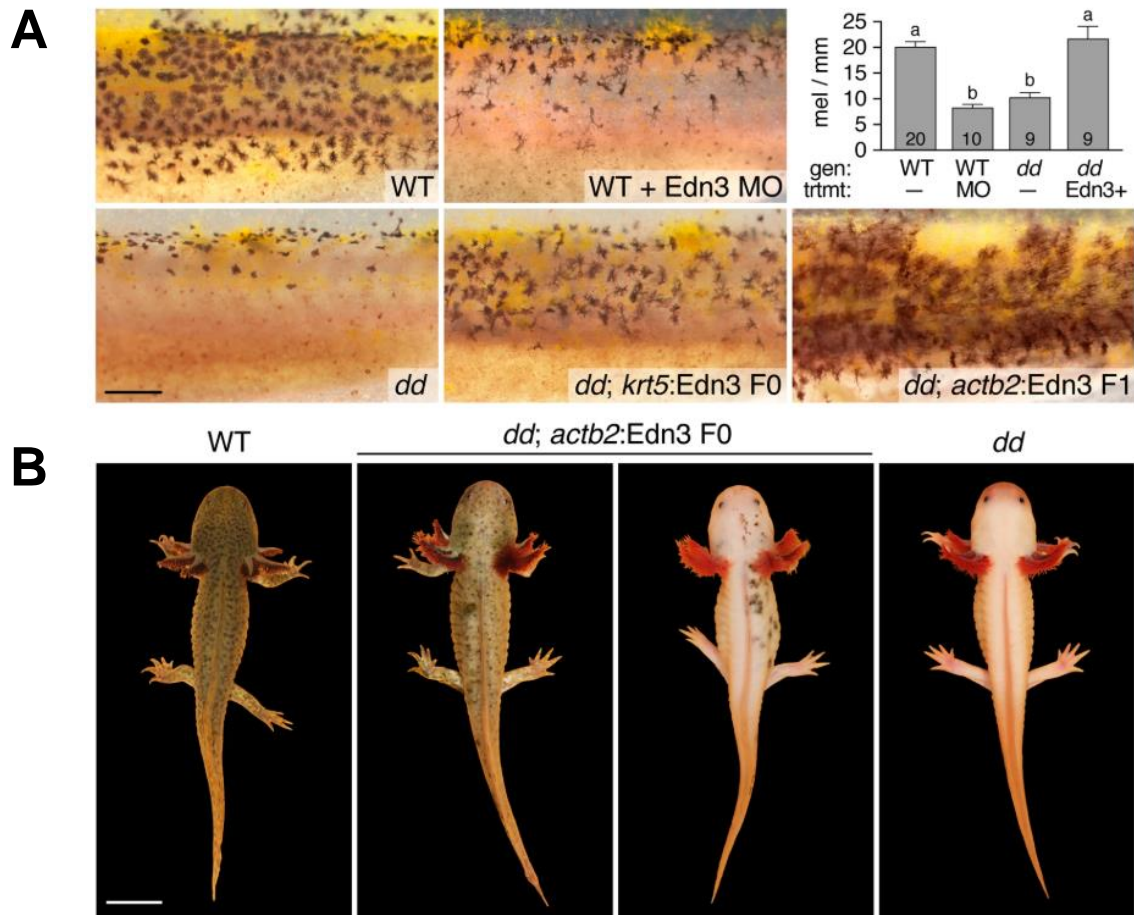 A
WT
WT + Edn3 MO
mel / mm
25
20
15
10
5
0
a
b
b
a
20
10
9
9
gen:
WT
WT
dd
dd
trtmt:
—
MO
—
Edn3+
dd
dd; krt5:Edn3 F0
dd; actb2:Edn3 F1
B
WT
dd; actb2:Edn3 F0
dd